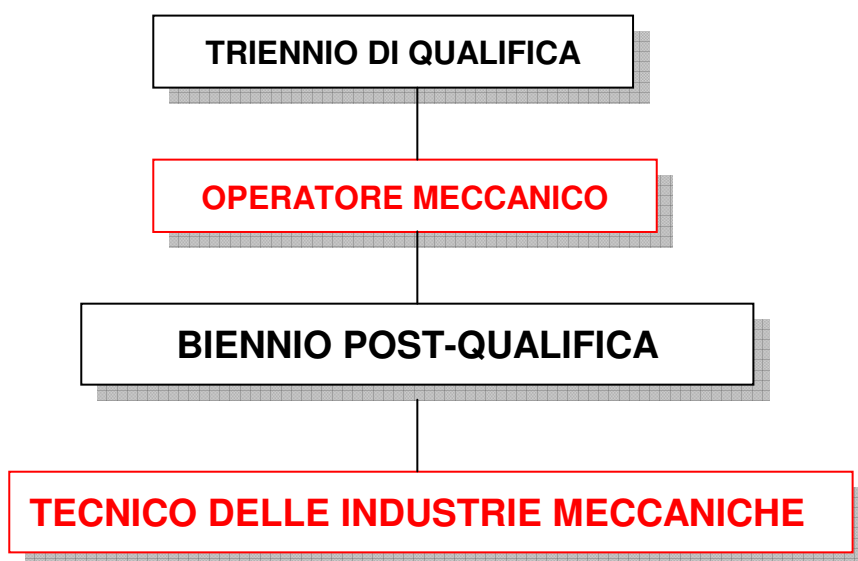 TRIENNIO DI QUALIFICA
OPERATORE MECCANICO
BIENNIO POST-QUALIFICA
TECNICO DELLE INDUSTRIE MECCANICHE